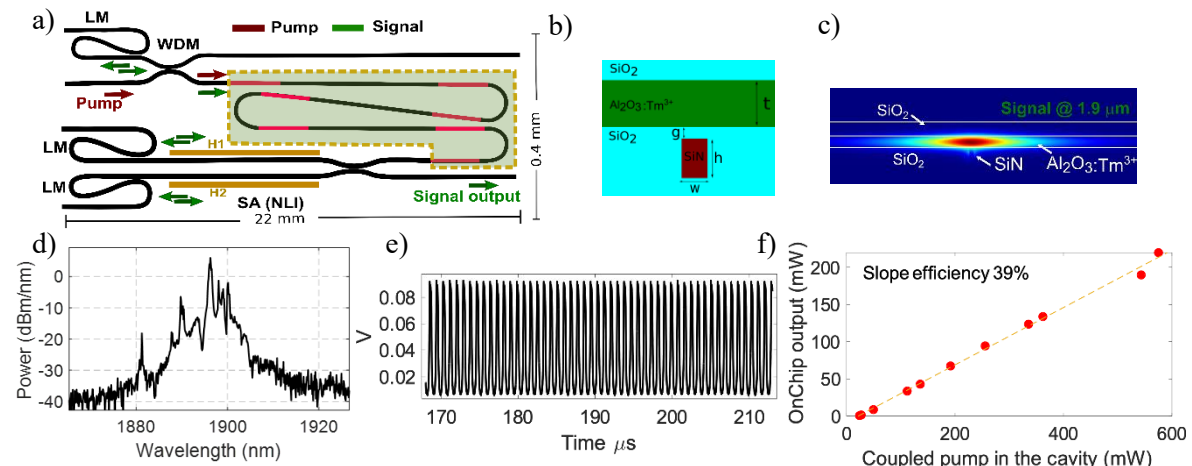 a)
LM
WDM
Pump
Signal
Pump
LM
H1
LM
H2
SA (NLI)
Signal output
22 mm
0.4 mm
b)
SiO₂
Al₂O₃:Tm³⁺
t
SiO₂
g
SiN
h
w
c)
SiO₂
Signal @ 1.9 μm
SiO₂
SiN
Al₂O₃:Tm³⁺
d)
Power (dBm/nm)
0
-10
-20
-30
-40
1880
1900
1920
Wavelength (nm)
e)
V
0.08
0.06
0.04
0.02
170
180
190
200
210
Time μs
f)
OnChip output (mW)
Slope efficiency 39%
200
150
100
50
0
0
200
400
600
Coupled pump in the cavity (mW)